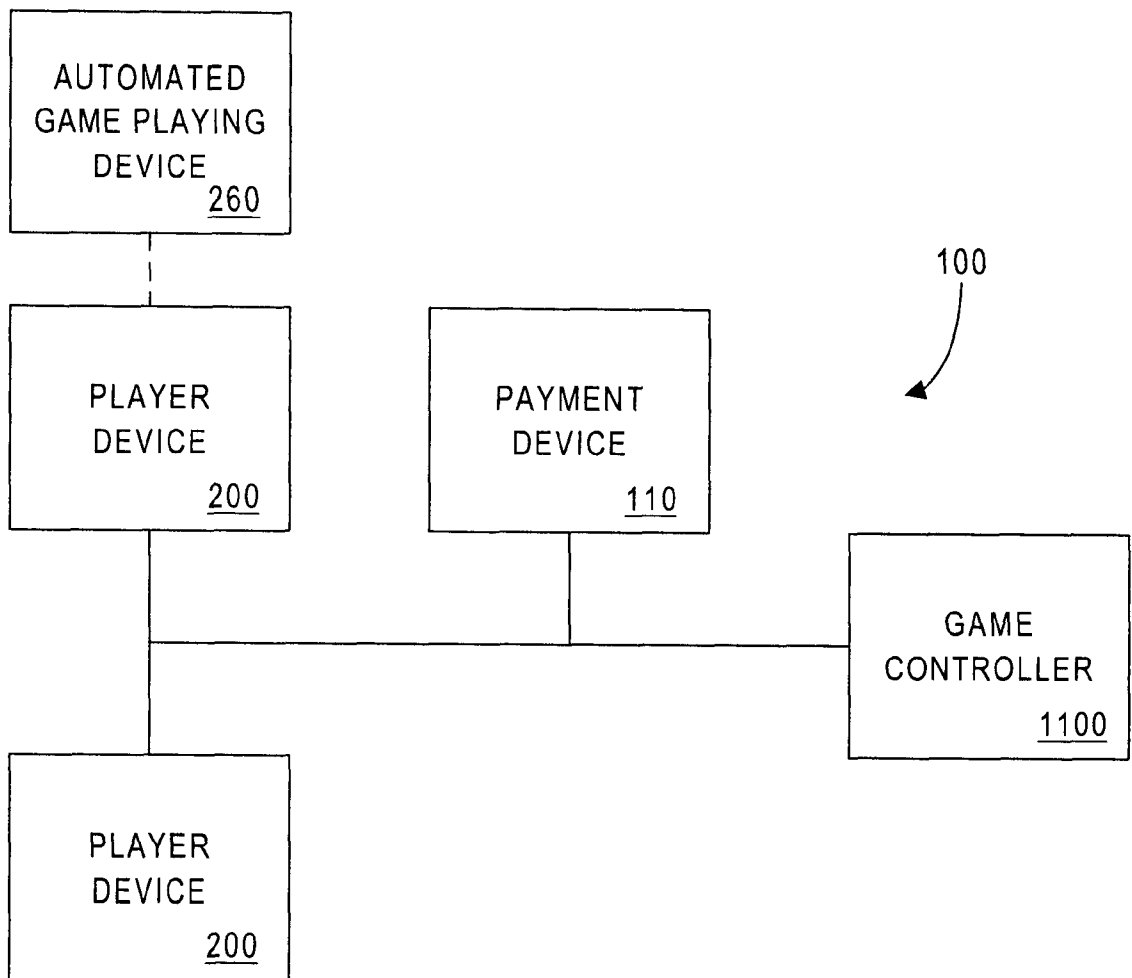 AUTOMATED
GAME PLAYING
DEVICE
260
100
PLAYER
DEVICE
200
PAYMENT
DEVICE
110
GAME
CONTROLLER
1100
PLAYER
DEVICE
200